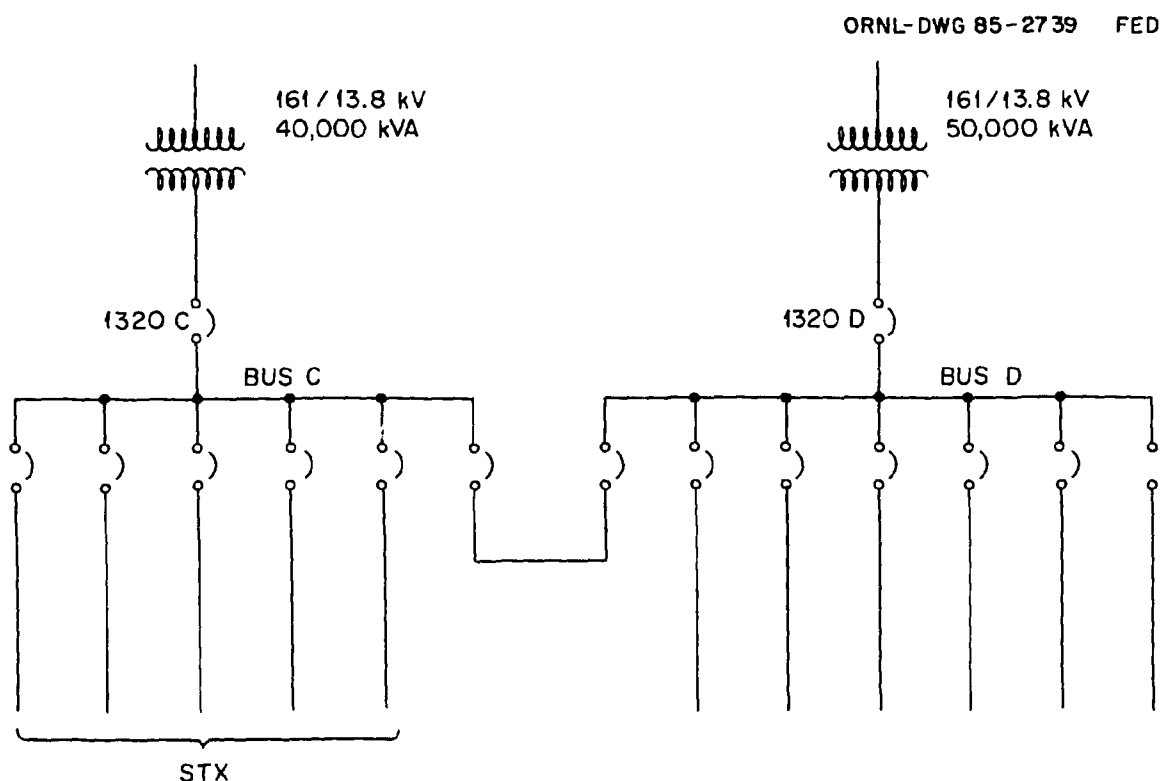 ORNL-DWG 85-2739 FED
161/13.8 kV
40,000 kVA
161/13.8 kV
50,000 kVA
1320 C
1320 D
BUS C
BUS D
STX